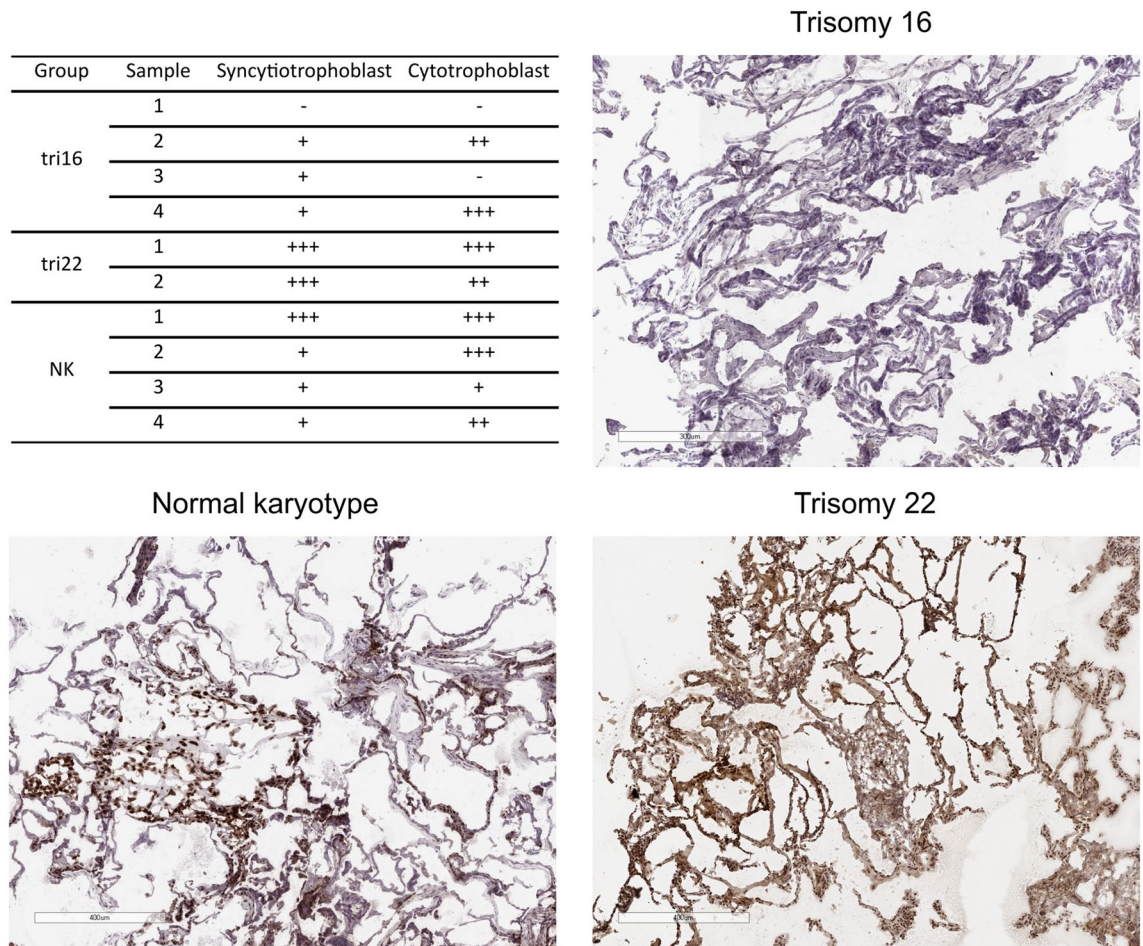 Trisomy 16
Group Sample Syncytiotrophoblast Cytotrophoblast
tri16
1 - -
2 + ++
3 + -
4 + +++
tri22
1 +++ +++
2 +++ ++
NK
1 +++ +++
2 + +++
3 + +
4 + ++
300um
Normal karyotype
Trisomy 22
400um
400um